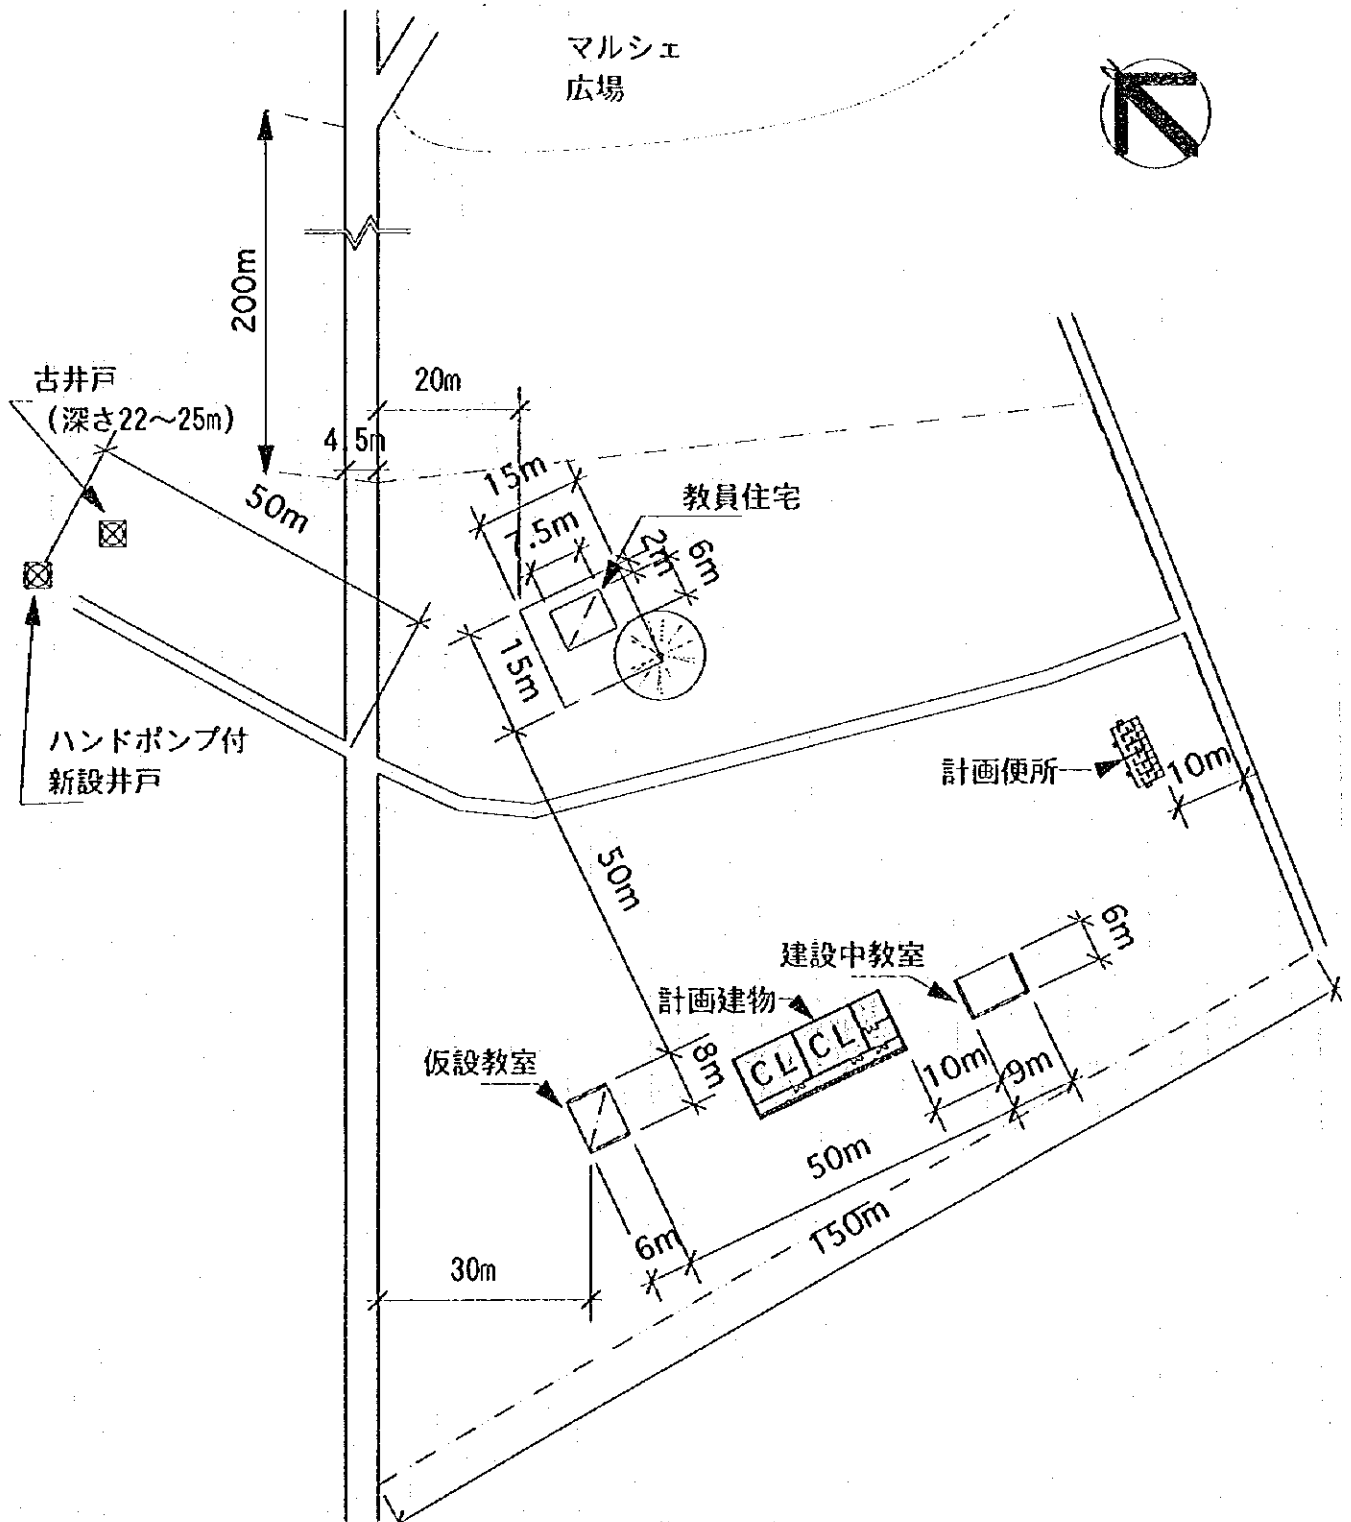 マルシェ
広場
200m
古井戸
(深さ22〜25m)
20m
4.5m
50m
15m
教員住宅
7.5m
2m
6m
15m
ハンドポンプ付
新設井戸
計画便所
10m
50m
建設中教室
6m
計画建物
仮設教室
8m
CL
CL
10m
9m
50m
150m
6m
30m